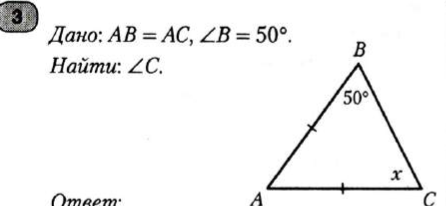 3
Дано: AB = AC, ∠B = 50°.
Найти: ∠C.
B
50°
x
A
C
Ответ: